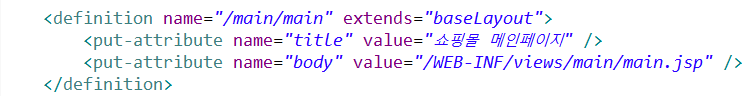 <definition name="/main/main" extends="baseLayout">
<put-attribute name="title" value="쇼핑몰 메인페이지" />
<put-attribute name="body" value="/WEB-INF/views/main/main.jsp" />
</definition>